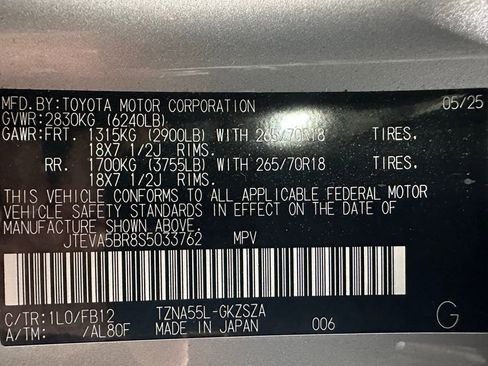 MFD.BY:TOYOTA MOTOR CORPORATION 05/25
GVWR:2830KG (6240LB)
GAWR:FRT. 1315KG (2900LB) WITH 265/70R18 TIRES.
18X7 1/2J RIMS.
RR. 1700KG (3755LB) WITH 265/70R18 TIRES.
18X7 1/2J RIMS.
THIS VEHICLE CONFORMS TO ALL APPLICABLE FEDERAL MOTOR
VEHICLE SAFETY STANDARDS IN EFFECT ON THE DATE OF
MANUFACTURE SHOWN ABOVE.
JTEVA5BR8S5033762 MPV
C/TR:1L0/FB12 TZNA55L-GKZSZA
A/TM: /AL80F MADE IN JAPAN 006 G